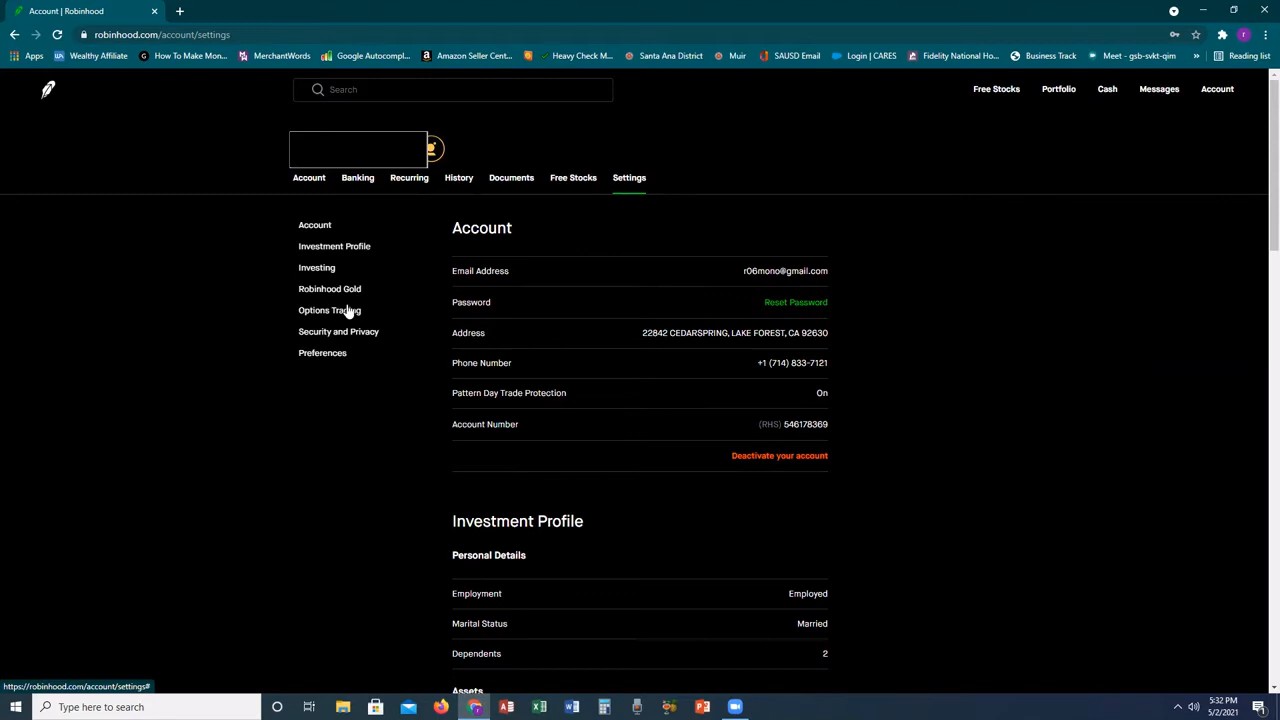 Account | Robinhood
robinhood.com/account/settings
Apps
Wealthy Affiliate
How To Make Mon...
MerchantWords
Google Autocompl...
Amazon Seller Cent...
Heavy Check M...
Santa Ana District
Muir
SAUSD Email
Login | CARES
Fidelity National Ho...
Business Track
Meet - gsb-svkt-qim
»
Reading list
Search
Free Stocks
Portfolio
Cash
Messages
Account
Account
Banking
Recurring
History
Documents
Free Stocks
Settings
Account
Investment Profile
Investing
Robinhood Gold
Options Trading
Security and Privacy
Preferences
Account
Email Address
r06mono@gmail.com
Password
Reset Password
Address
22842 CEDARSPRING, LAKE FOREST, CA 92630
Phone Number
+1 (714) 833-7121
Pattern Day Trade Protection
On
Account Number
(RHS) 546178369
Deactivate your account
Investment Profile
Personal Details
Employment
Employed
Marital Status
Married
Dependents
2
Assets
https://robinhood.com/account/settings#
Type here to search
5:32 PM
5/2/2021